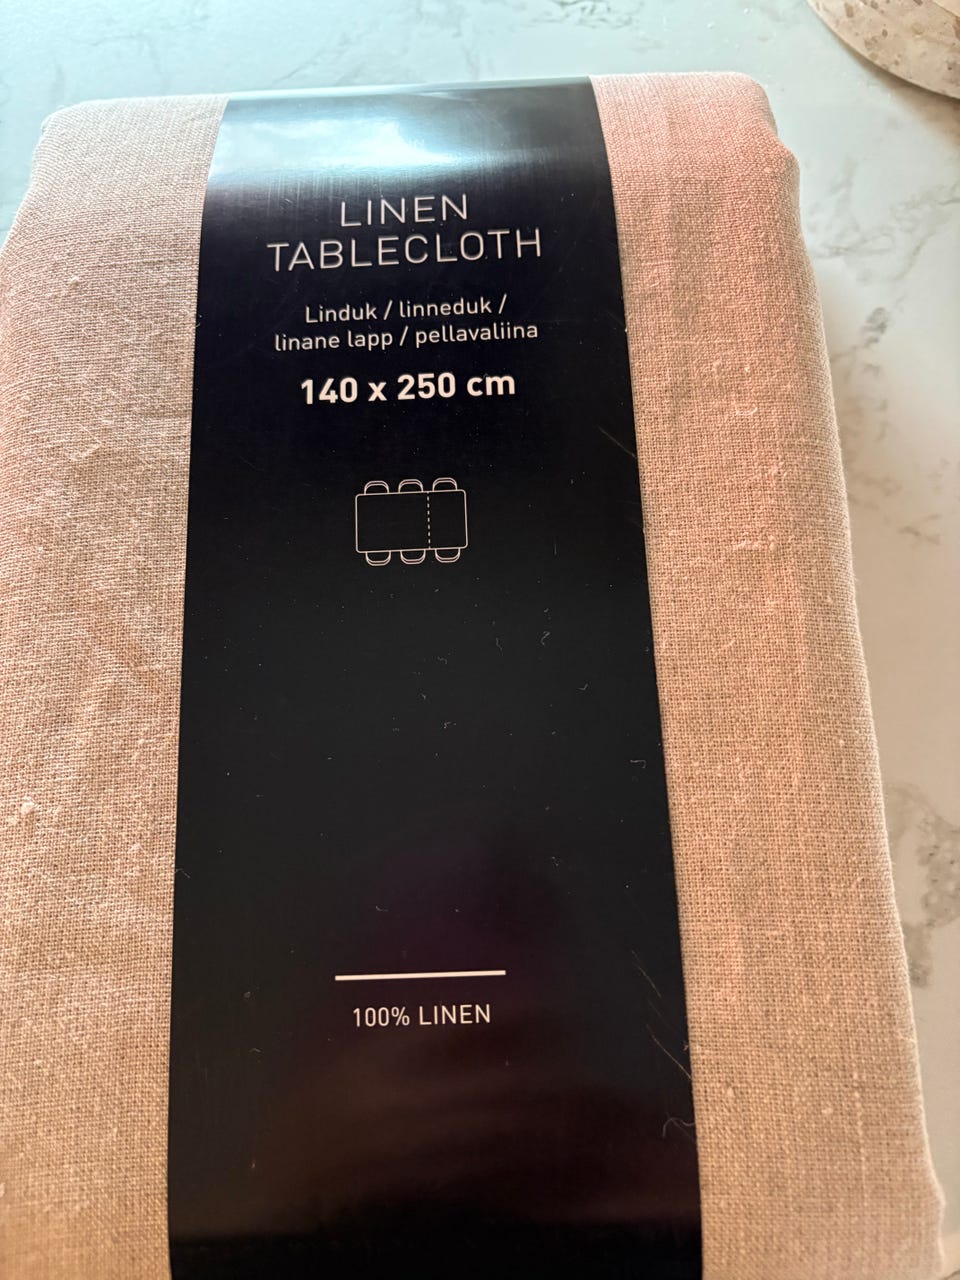 LINEN
TABLECLOTH
Linduk / linneduk /
linane lapp / pellavaliina
140 x 250 cm
100% LINEN